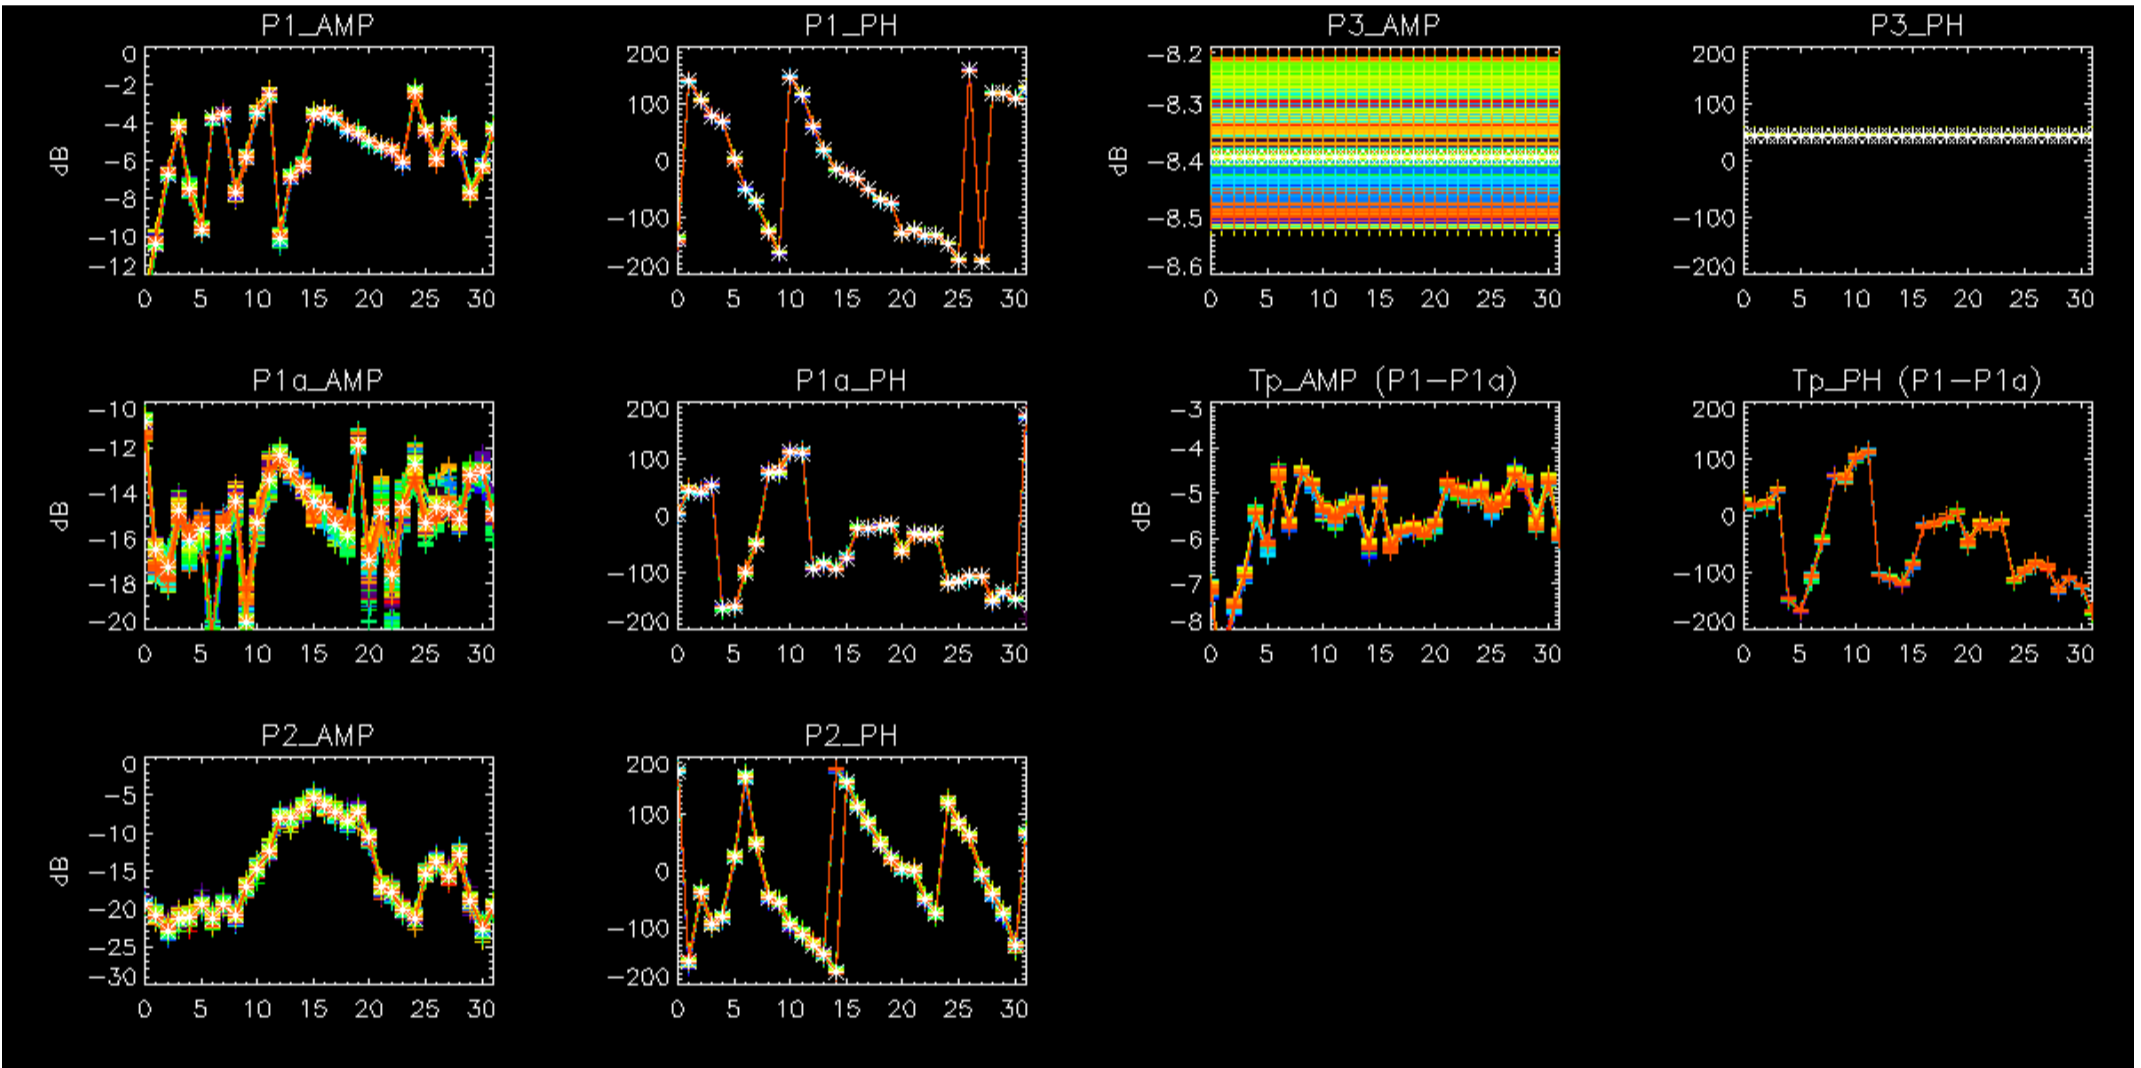 P1_AMP
dB
0
−2
−4
−6
−8
−10
−12
0 5 10 15 20 25 30
P1_PH
200
100
0
−100
−200
0 5 10 15 20 25 30
P3_AMP
dB
−8.2
−8.3
−8.4
−8.5
−8.6
0 5 10 15 20 25 30
P3_PH
200
100
0
−100
−200
0 5 10 15 20 25 30
P1a_AMP
dB
−10
−12
−14
−16
−18
−20
0 5 10 15 20 25 30
P1a_PH
200
100
0
−100
−200
0 5 10 15 20 25 30
Tp_AMP (P1−P1a)
dB
−3
−4
−5
−6
−7
−8
0 5 10 15 20 25 30
Tp_PH (P1−P1a)
200
100
0
−100
−200
0 5 10 15 20 25 30
P2_AMP
dB
0
−5
−10
−15
−20
−25
−30
0 5 10 15 20 25 30
P2_PH
200
100
0
−100
−200
0 5 10 15 20 25 30